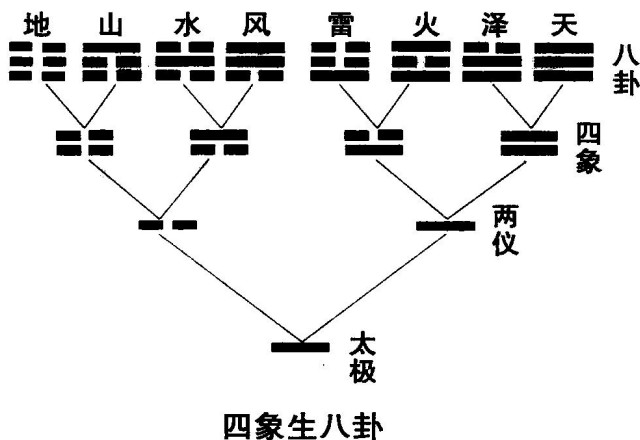 地 山 水 风 雷 火 泽 天
八卦
四象
两仪
太极
四象生八卦